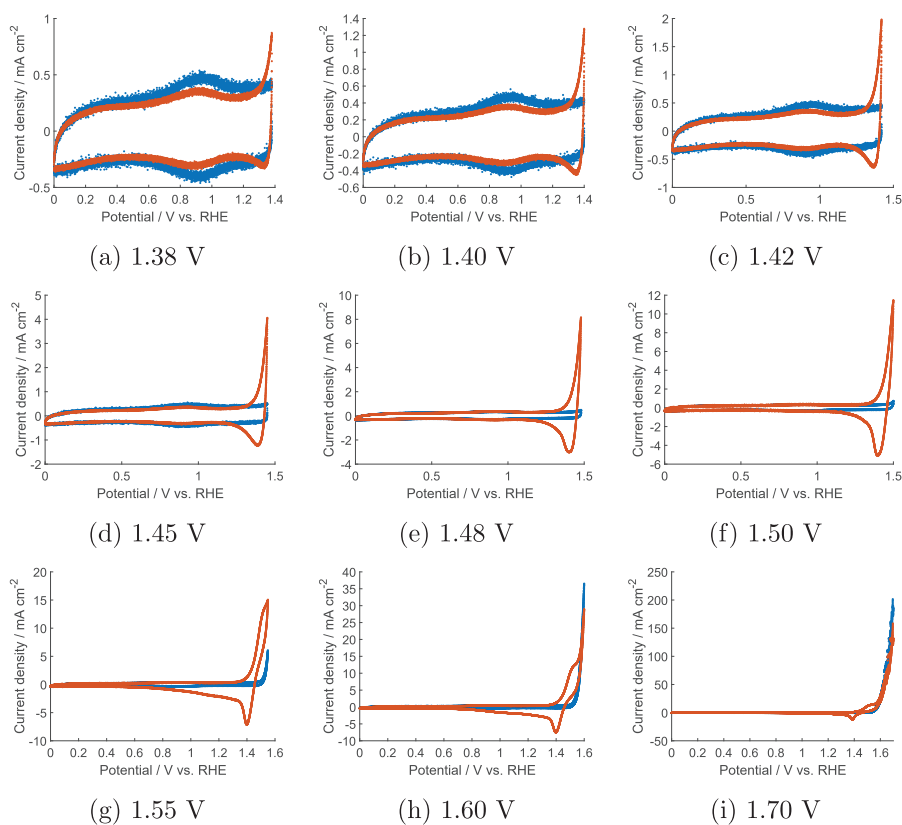 Current density / mA cm-2
1
0.5
0
-0.5
0 0.2 0.4 0.6 0.8 1 1.2 1.4
Potential / V vs. RHE
(a) 1.38 V
Current density / mA cm-2
1.4
1.2
1
0.8
0.6
0.4
0.2
0
-0.2
-0.4
-0.6
0 0.2 0.4 0.6 0.8 1 1.2 1.4
Potential / V vs. RHE
(b) 1.40 V
Current density / mA cm-2
2
1.5
1
0.5
0
-0.5
-1
0 0.5 1 1.5
Potential / V vs. RHE
(c) 1.42 V
Current density / mA cm-2
5
4
3
2
1
0
-1
-2
0 0.5 1 1.5
Potential / V vs. RHE
(d) 1.45 V
Current density / mA cm-2
10
8
6
4
2
0
-2
-4
0 0.5 1 1.5
Potential / V vs. RHE
(e) 1.48 V
Current density / mA cm-2
12
10
8
6
4
2
0
-2
-4
-6
0 0.5 1 1.5
Potential / V vs. RHE
(f) 1.50 V
Current density / mA cm-2
20
15
10
5
0
-5
-10
0 0.2 0.4 0.6 0.8 1 1.2 1.4 1.6
Potential / V vs. RHE
(g) 1.55 V
Current density / mA cm-2
40
35
30
25
20
15
10
5
0
-5
-10
0 0.2 0.4 0.6 0.8 1 1.2 1.4 1.6
Potential / V vs. RHE
(h) 1.60 V
Current density / mA cm-2
250
200
150
100
50
0
-50
0 0.2 0.4 0.6 0.8 1 1.2 1.4 1.6
Potential / V vs. RHE
(i) 1.70 V